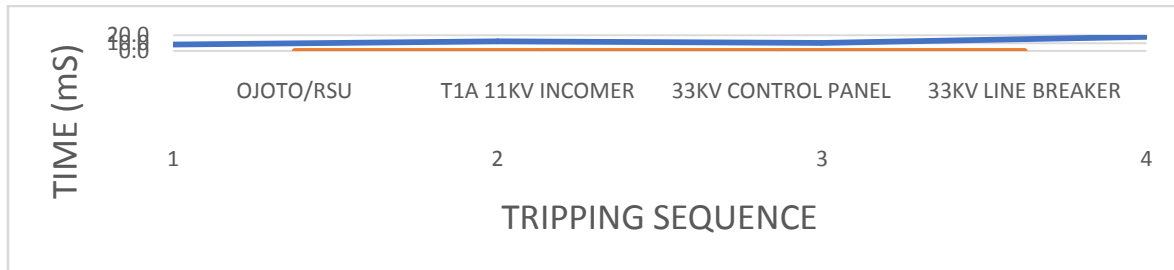 20.0
10.0
0.0
TIME (mS)
OJOTO/RSU T1A 11KV INCOMER 33KV CONTROL PANEL 33KV LINE BREAKER
1 2 3 4
TRIPPING SEQUENCE